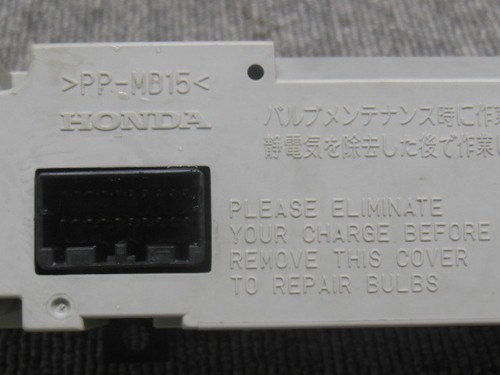 >PP-MD15<
HONDA
バルブメンテナンス時に作業
静電気を除去した後で作業し
PLEASE ELIMINATE
YOUR CHARGE BEFORE
REMOVE THIS COVER
TO REPAIR BULBS